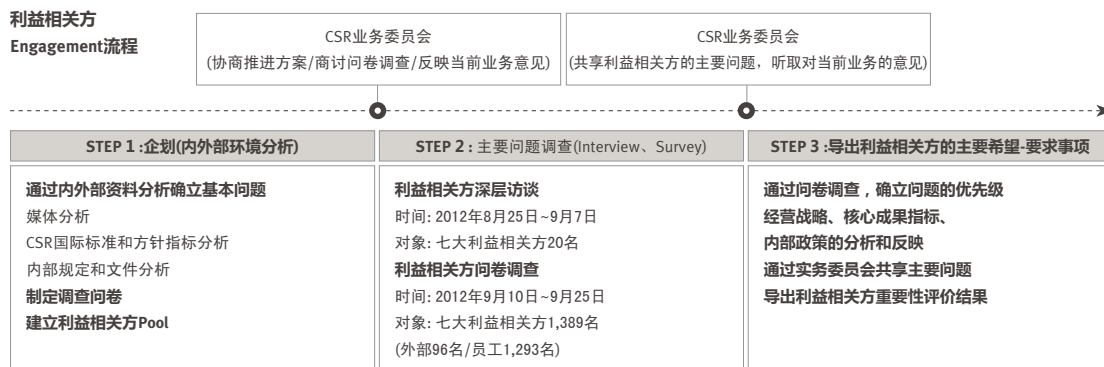 利益相关方
Engagement流程
CSR业务委员会
(协商推进方案/商讨问卷调查/反映当前业务意见)
CSR业务委员会
(共享利益相关方的主要问题，听取对当前业务的意见)
STEP 1 :企划(内外部环境分析)
通过内外部资料分析确立基本问题
媒体分析
CSR国际标准和方针指标分析
内部规定和文件分析
制定调查问卷
建立利益相关方Pool
STEP 2 : 主要问题调查(Interview、Survey)
利益相关方深层访谈
时间: 2012年8月25日~9月7日
对象: 七大利益相关方20名
利益相关方问卷调查
时间: 2012年9月10日~9月25日
对象: 七大利益相关方1,389名
(外部96名/员工1,293名)
STEP 3 : 导出利益相关方的主要希望-要求事项
通过问卷调查，确立问题的优先级
经营战略、核心成果指标、
内部政策的分析和反映
通过实务委员会共享主要问题
导出利益相关方重要性评价结果